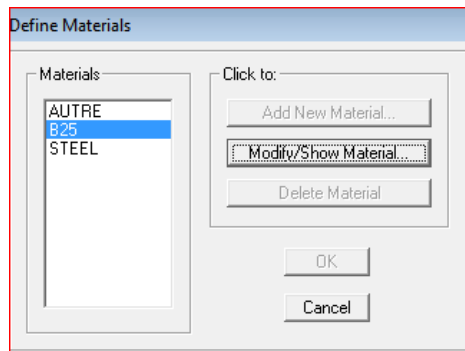 Define Materials
Materials
AUTRE
B25
STEEL
Click to:
Add New Material...
Modify/Show Material...
Delete Material
OK
Cancel